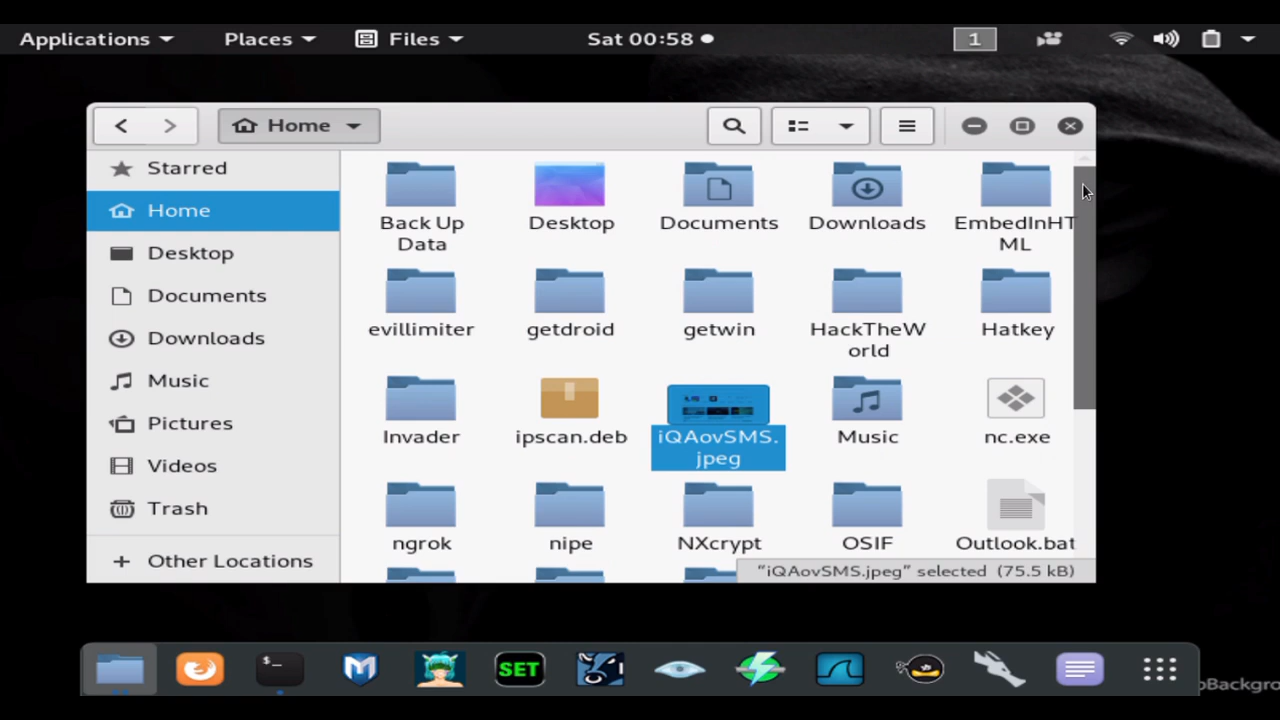 Applications Places Files Sat 00:58 1
Home
Starred
Home
Desktop
Documents
Downloads
Music
Pictures
Videos
Trash
Other Locations
Back Up Desktop Documents Downloads EmbedInHT
Data ML
evillimiter getdroid getwin HackTheW Hatkey
orld
Invader ipscan.deb iQAovSMS. Music nc.exe
jpeg
ngrok nipe NXcrypt OSIF Outlook.bat
"iQAovSMS.jpeg" selected (75.5 kB)
$_ SET